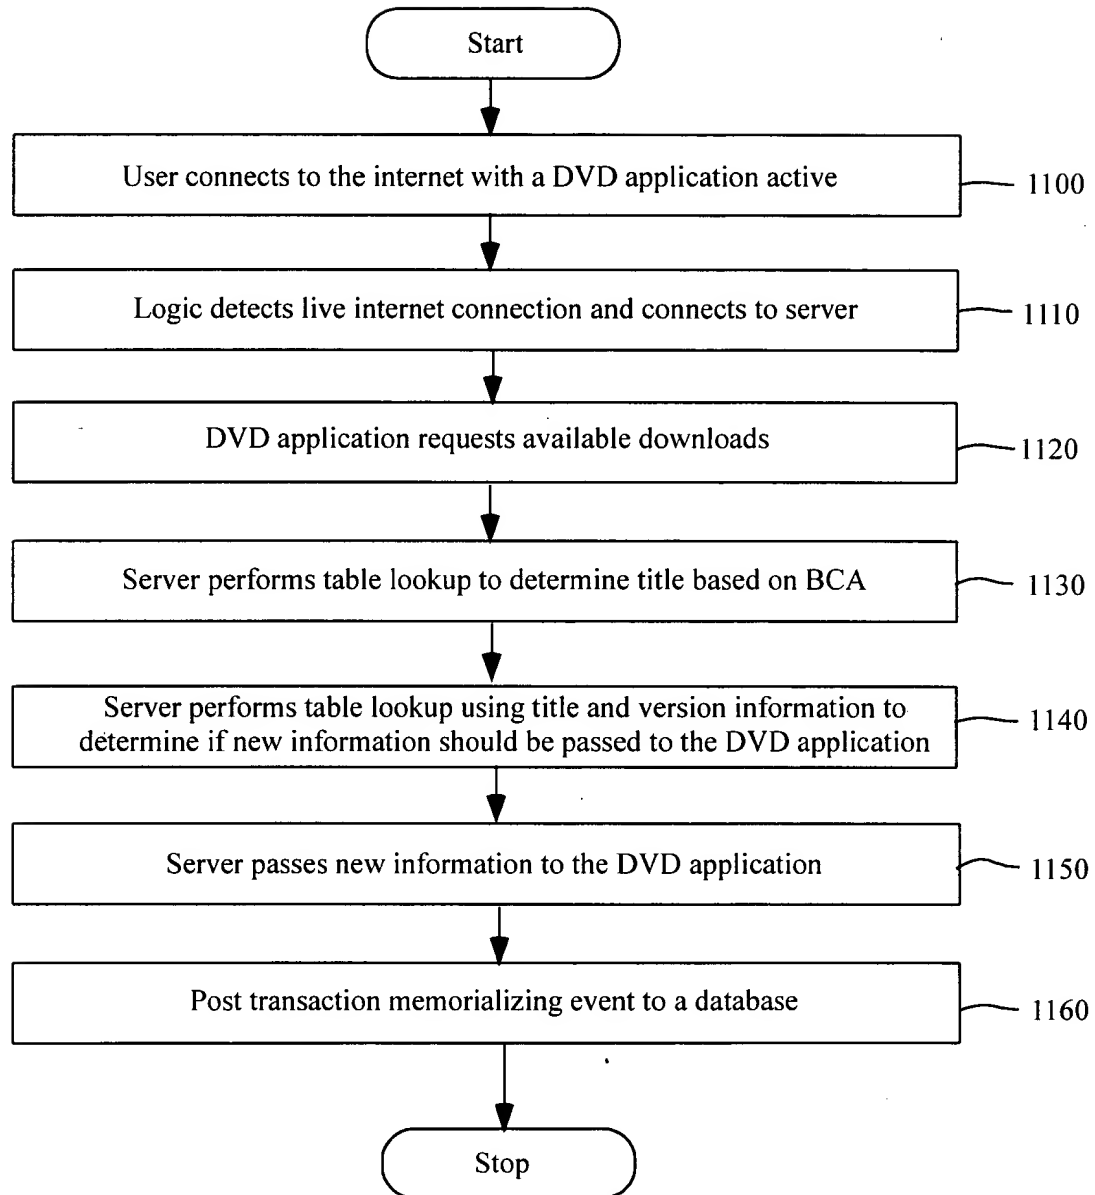 Start
User connects to the internet with a DVD application active
1100
Logic detects live internet connection and connects to server
1110
DVD application requests available downloads
1120
Server performs table lookup to determine title based on BCA
1130
Server performs table lookup using title and version information to
determine if new information should be passed to the DVD application
1140
Server passes new information to the DVD application
1150
Post transaction memorializing event to a database
1160
Stop